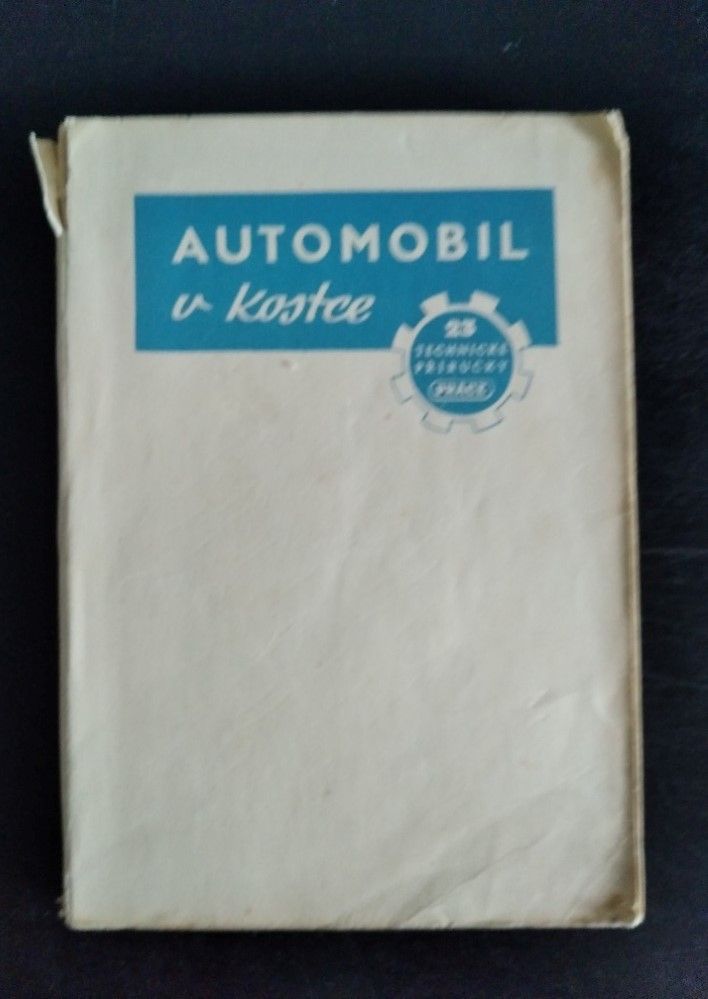 AUTOMOBIL
v kostce
23
TECHNICKÉ
PŘÍRUČKY
PRÁCE